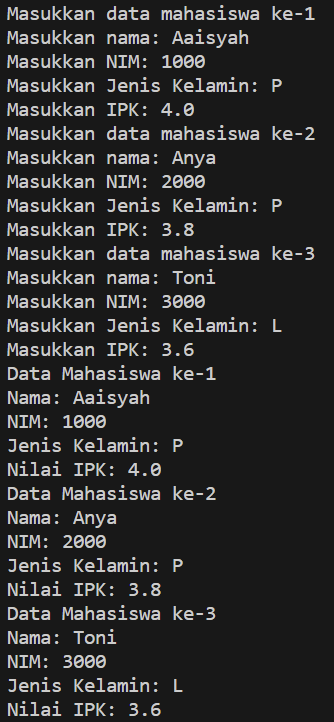 Masukkan data mahasiswa ke-1
Masukkan nama: Aaisyah
Masukkan NIM: 1000
Masukkan Jenis Kelamin: P
Masukkan IPK: 4.0
Masukkan data mahasiswa ke-2
Masukkan nama: Anya
Masukkan NIM: 2000
Masukkan Jenis Kelamin: P
Masukkan IPK: 3.8
Masukkan data mahasiswa ke-3
Masukkan nama: Toni
Masukkan NIM: 3000
Masukkan Jenis Kelamin: L
Masukkan IPK: 3.6
Data Mahasiswa ke-1
Nama: Aaisyah
NIM: 1000
Jenis Kelamin: P
Nilai IPK: 4.0
Data Mahasiswa ke-2
Nama: Anya
NIM: 2000
Jenis Kelamin: P
Nilai IPK: 3.8
Data Mahasiswa ke-3
Nama: Toni
NIM: 3000
Jenis Kelamin: L
Nilai IPK: 3.6